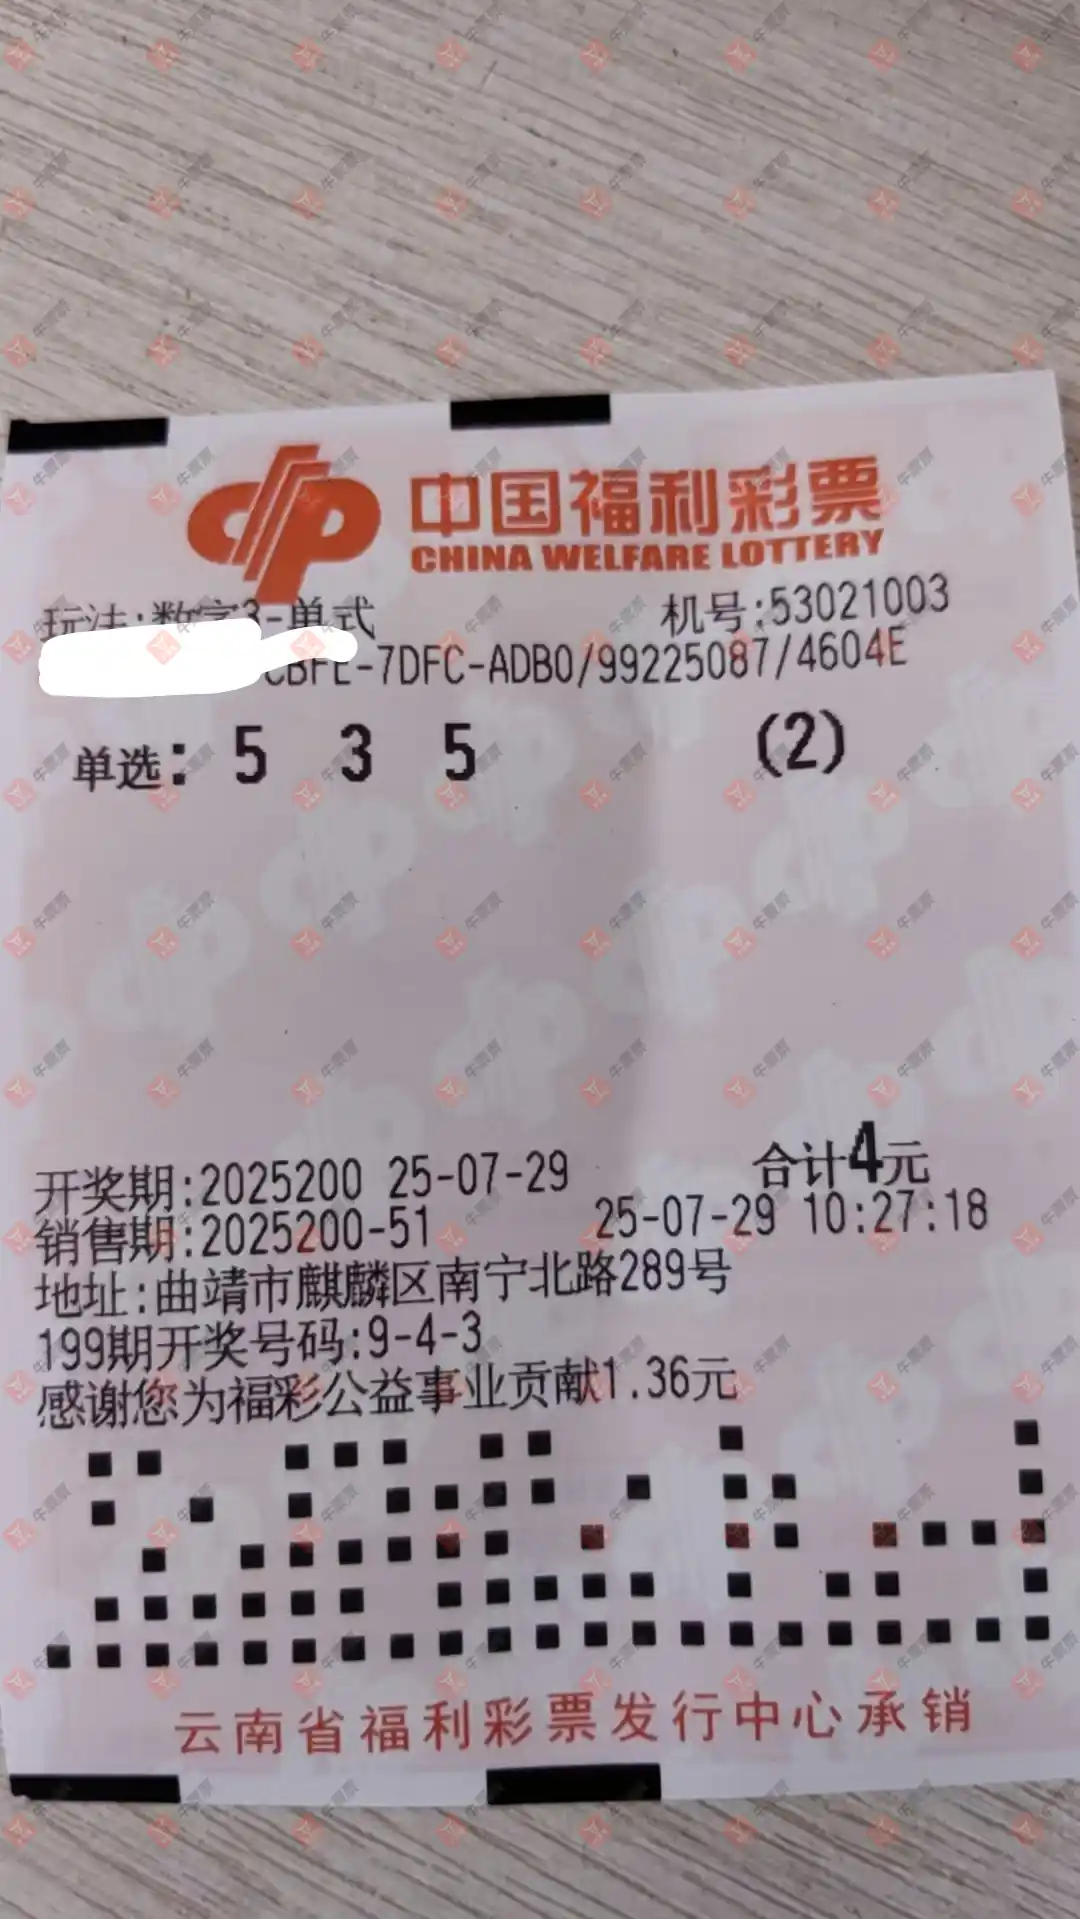 中国福利彩票
CHINA WELFARE LOTTERY
玩法:数字3-单式 机号:53021003
CBFE-7DFC-ADB0/99225087/4604E
单选: 5 3 5 (2)
开奖期:2025200 25-07-29 合计4元
销售期:2025200-51 25-07-29 10:27:18
地址:曲靖市麒麟区南宁北路289号
199期开奖号码:9-4-3
感谢您为福彩公益事业贡献1.36元
云南省福利彩票发行中心承销